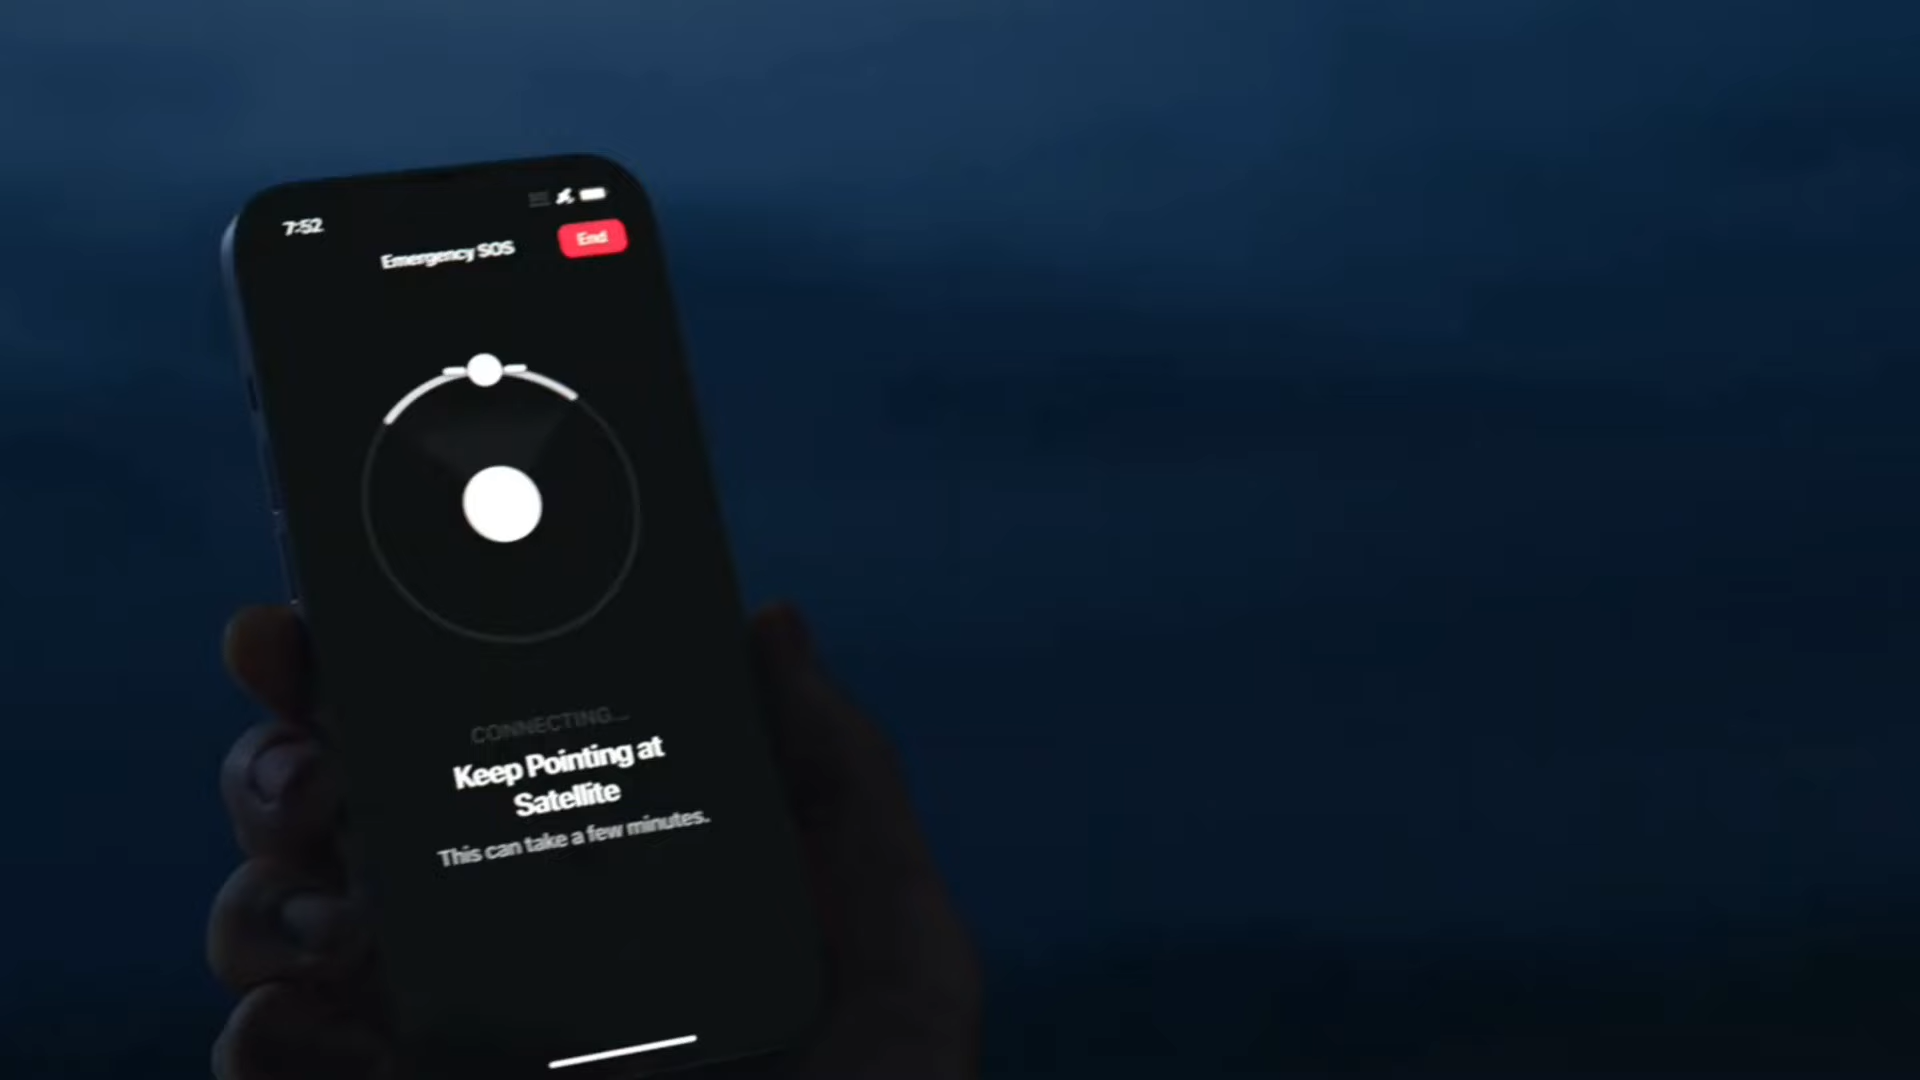 7:52
Emergency SOS
End
CONNECTING...
Keep Pointing at
Satellite
This can take a few minutes.